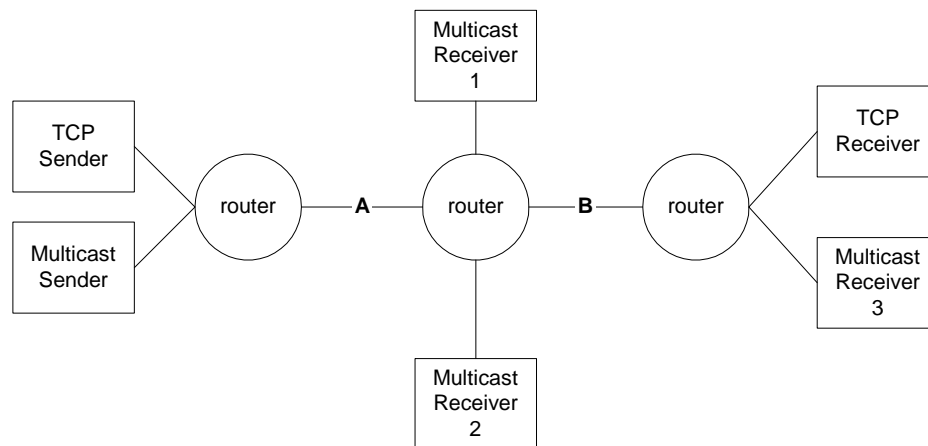 Multicast
Receiver
1
TCP
Sender
TCP
Receiver
router
A
router
B
router
Multicast
Sender
Multicast
Receiver
3
Multicast
Receiver
2